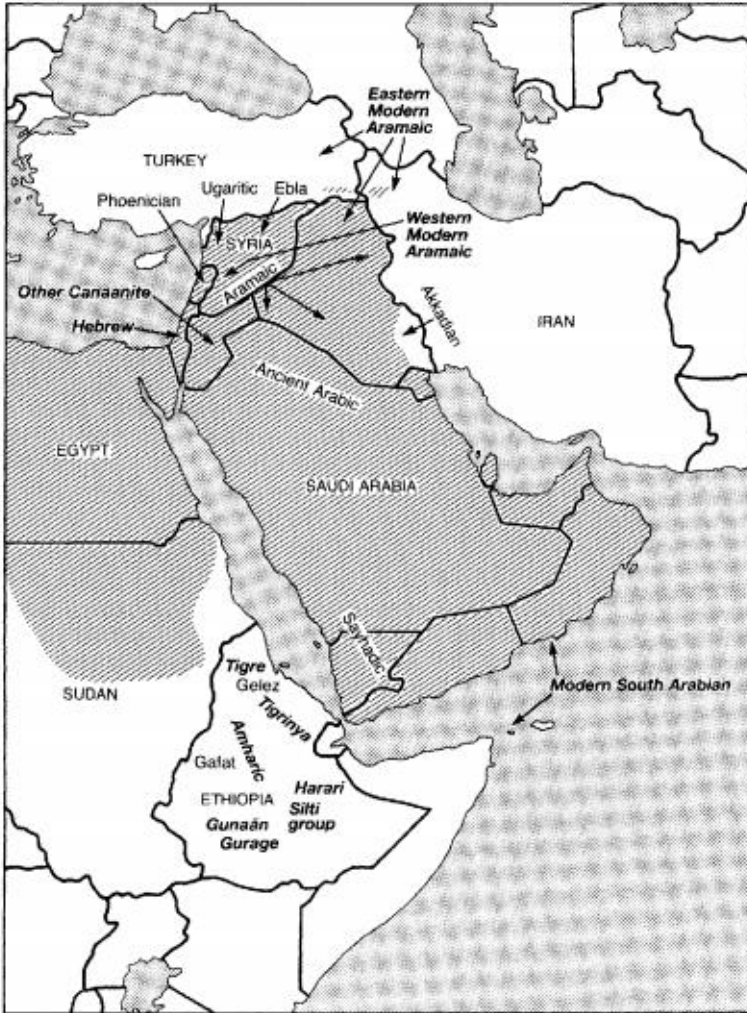 Eastern
Modern
Aramaic
TURKEY
Ugaritic
Ebla
Phoenician
SYRIA
Western
Modern
Aramaic
Aramaic
Other Canaanite
Hebrew
Akkadian
IRAN
Ancient Arabic
EGYPT
SAUDI ARABIA
Sayhadic
Tigre
Gelez
SUDAN
Tigrinya
Modern South Arabian
Amharic
Gafat
Harari
ETHIOPIA
Silti
group
Gunaän
Gurage